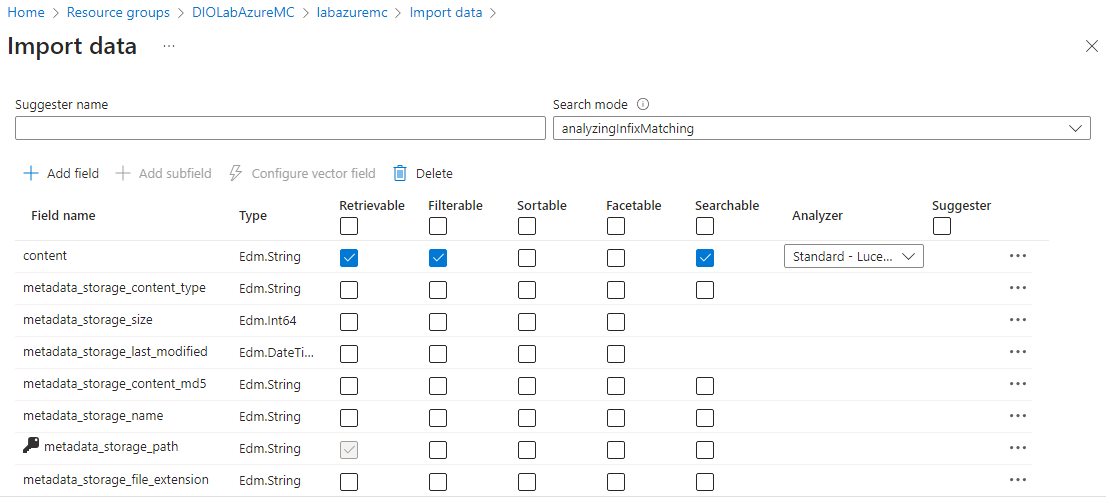 Home > Resource groups > DIOLabAzureMC > labazuremc > Import data >
Import data ...
Suggester name
Search mode
analyzingInfixMatching
Add field Add subfield Configure vector field Delete
Field name Type Retrievable Filterable Sortable Facetable Searchable Analyzer Suggester
content Edm.String Standard - Luce...
metadata_storage_content_type Edm.String
metadata_storage_size Edm.Int64
metadata_storage_last_modified Edm.DateTi...
metadata_storage_content_md5 Edm.String
metadata_storage_name Edm.String
metadata_storage_path Edm.String
metadata_storage_file_extension Edm.String